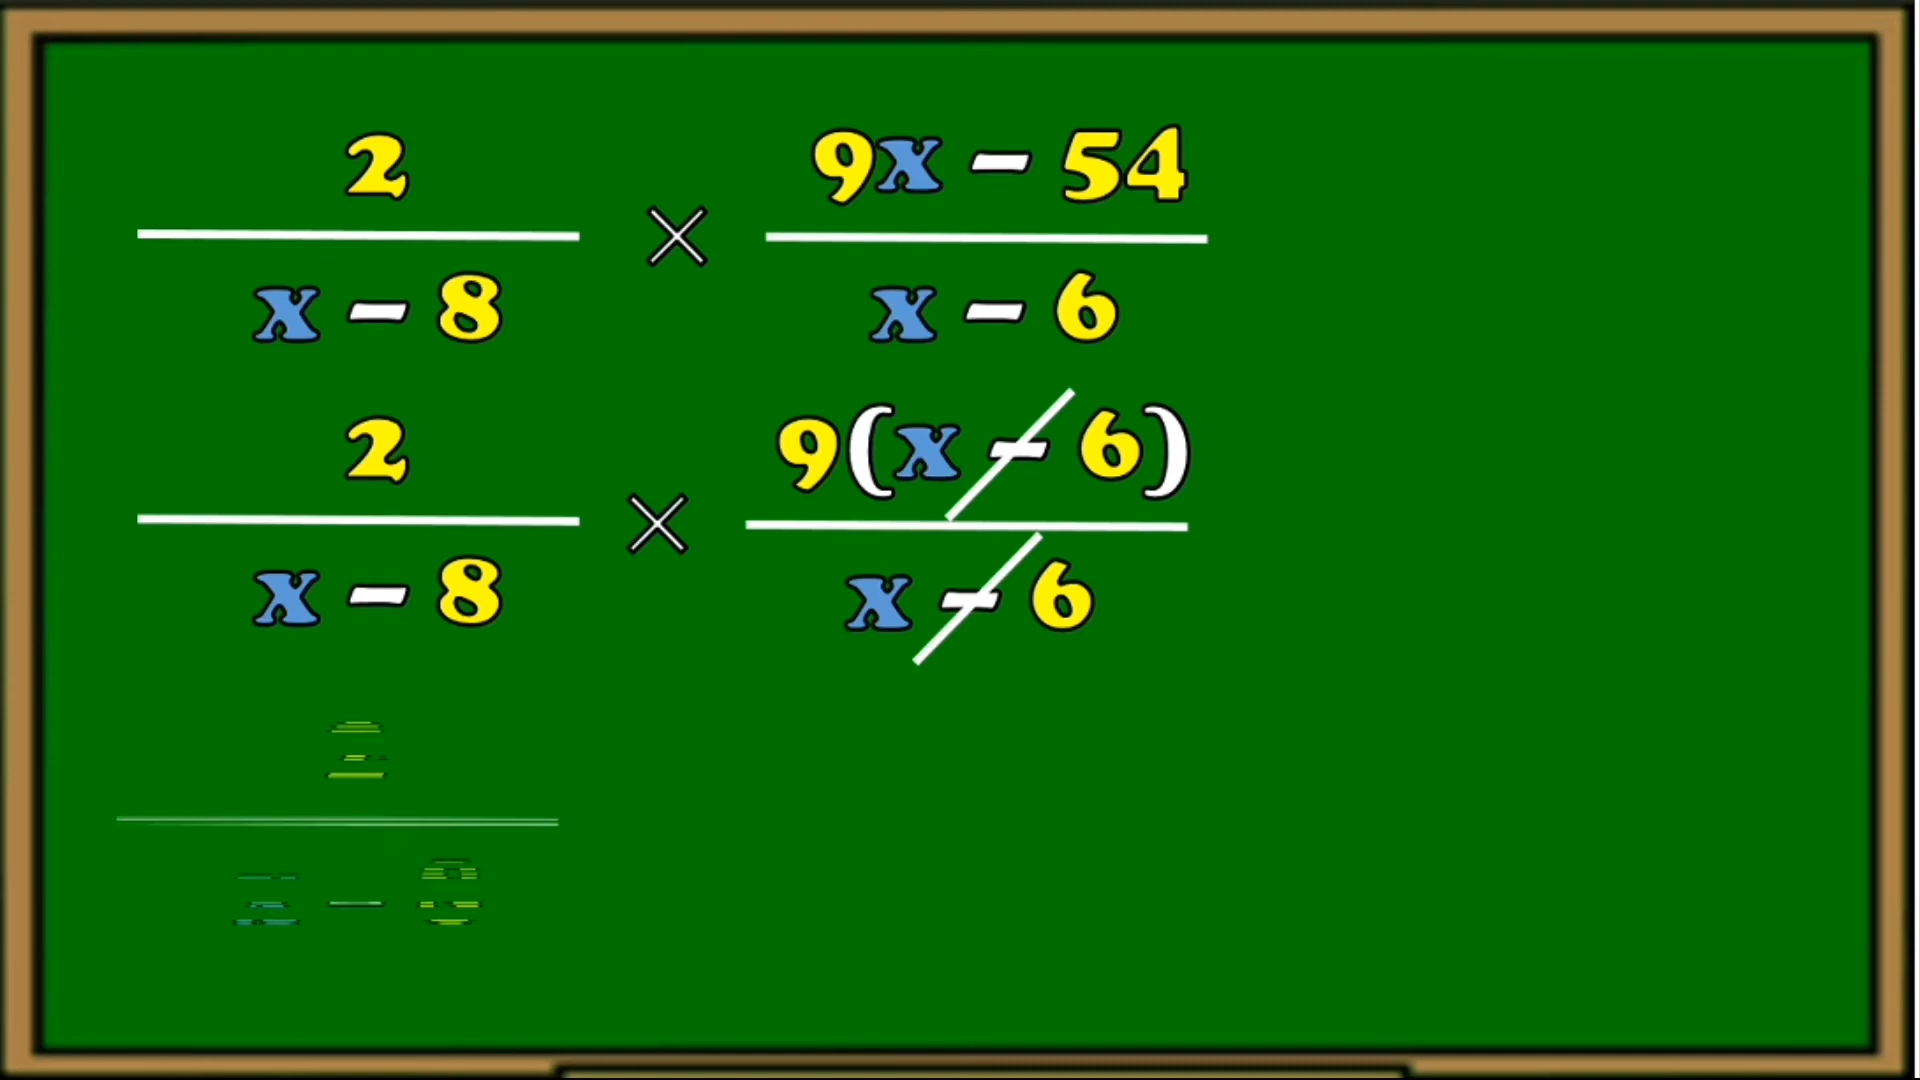 2 / x - 8 × 9x - 54 / x - 6
2 / x - 8 × 9(x - 6) / x - 6